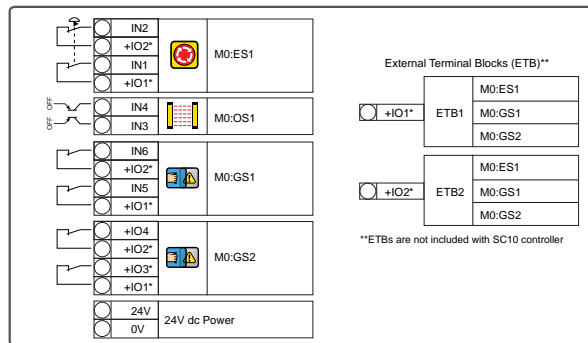 IN2
+IO2*
IN1
+IO1*
M0:ES1
OFF
OFF
IN4
IN3
M0:OS1
IN6
+IO2*
IN5
+IO1*
M0:GS1
+IO4
+IO2*
+IO3*
+IO1*
M0:GS2
24V
0V
24V dc Power
External Terminal Blocks (ETB)**
+IO1*
ETB1
M0:ES1
M0:GS1
M0:GS2
+IO2*
ETB2
M0:ES1
M0:GS1
M0:GS2
**ETBs are not included with SC10 controller